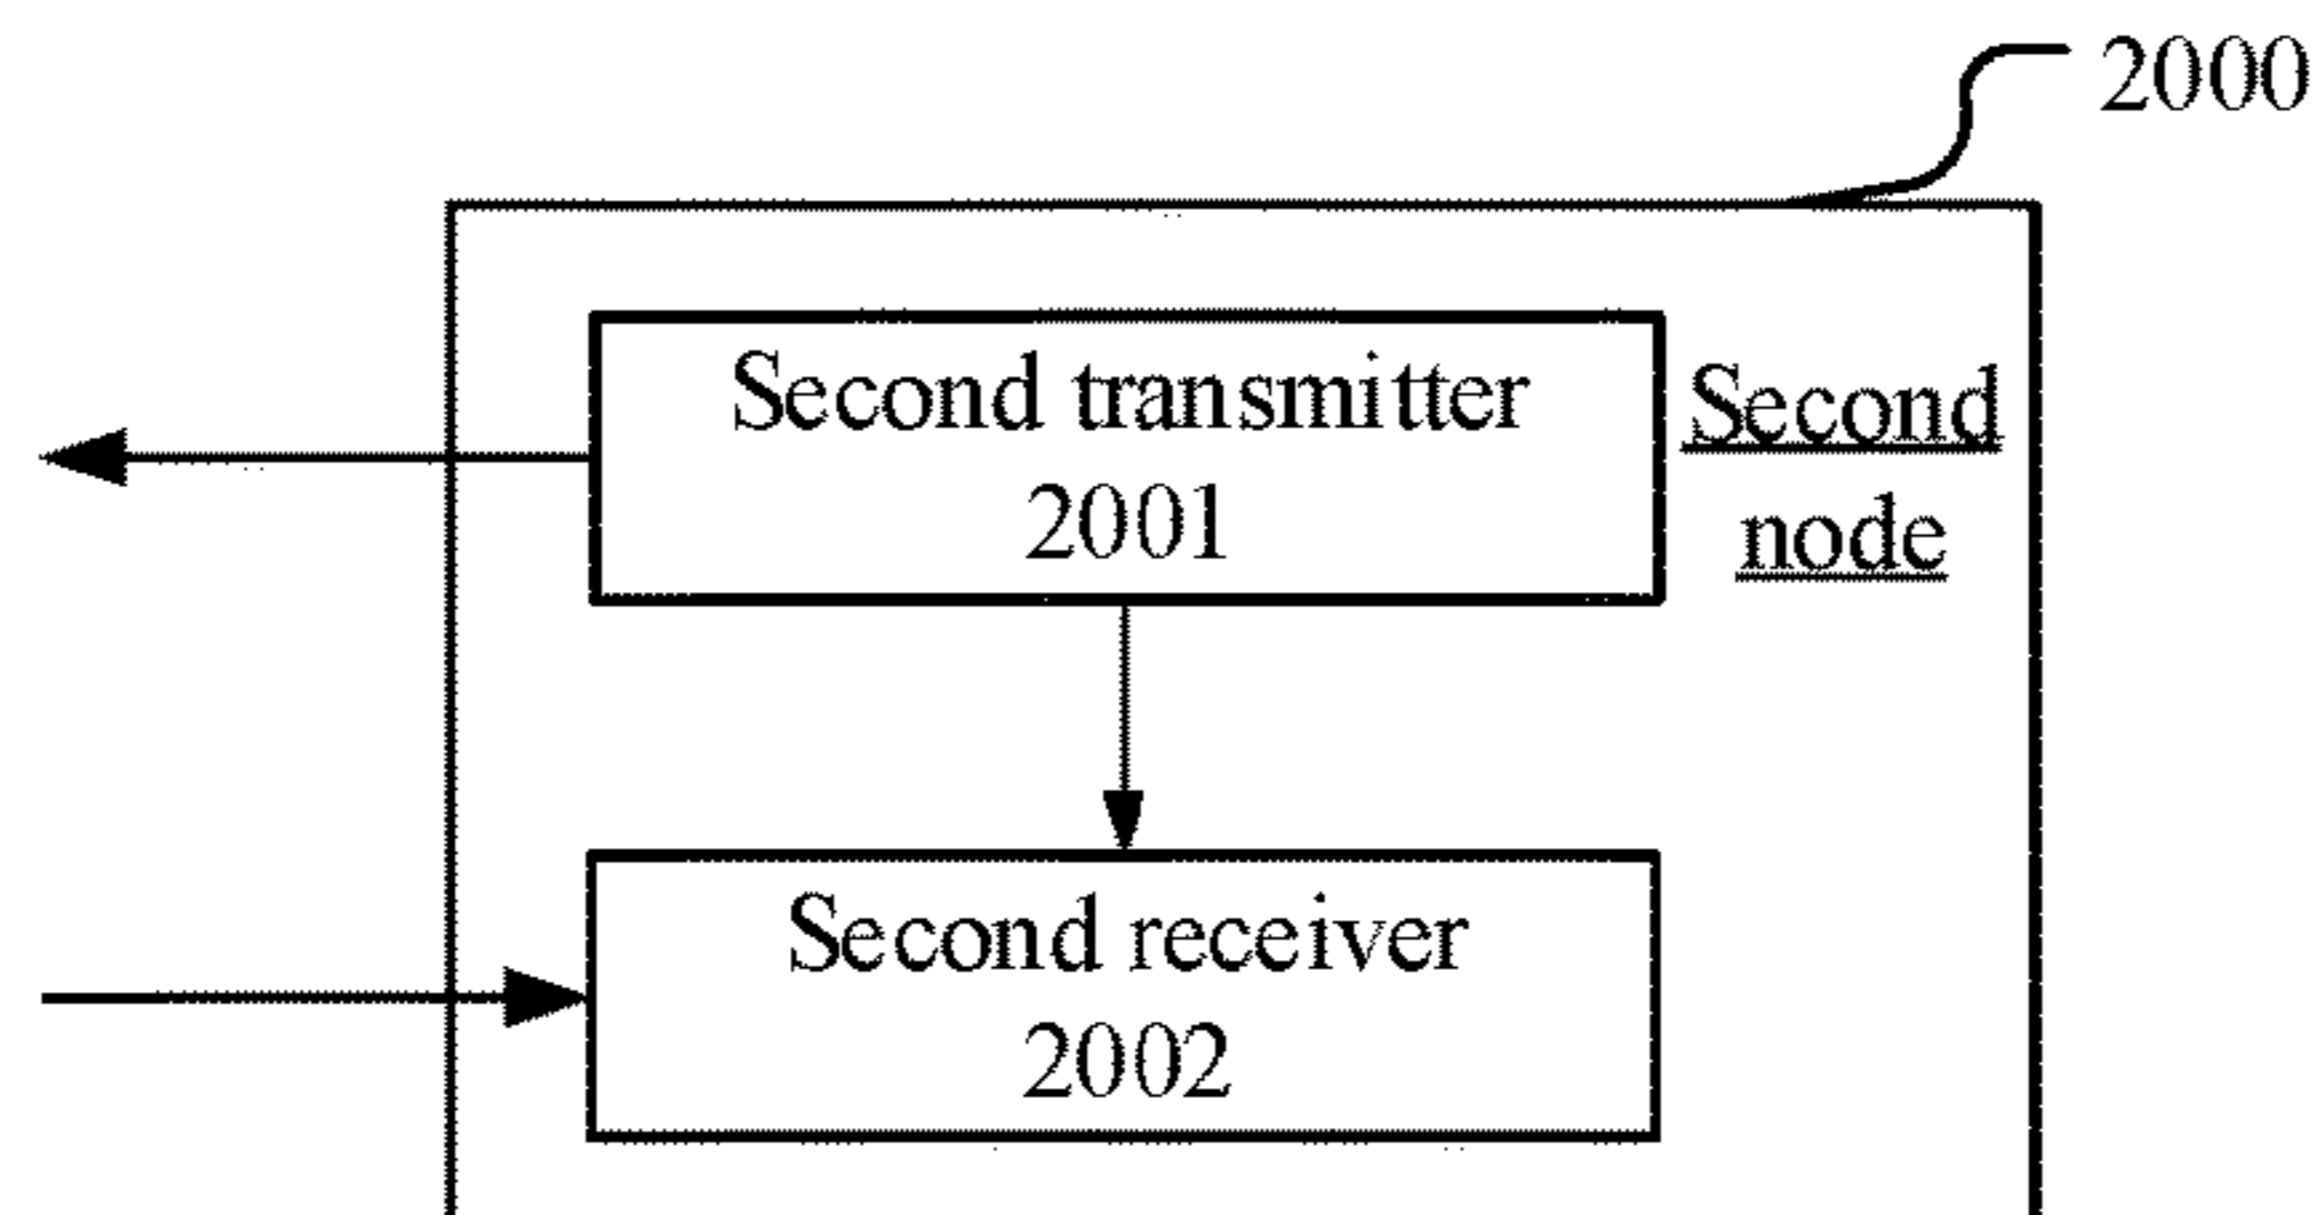 2000
Second transmitter
2001
Second
node
Second receiver
2002